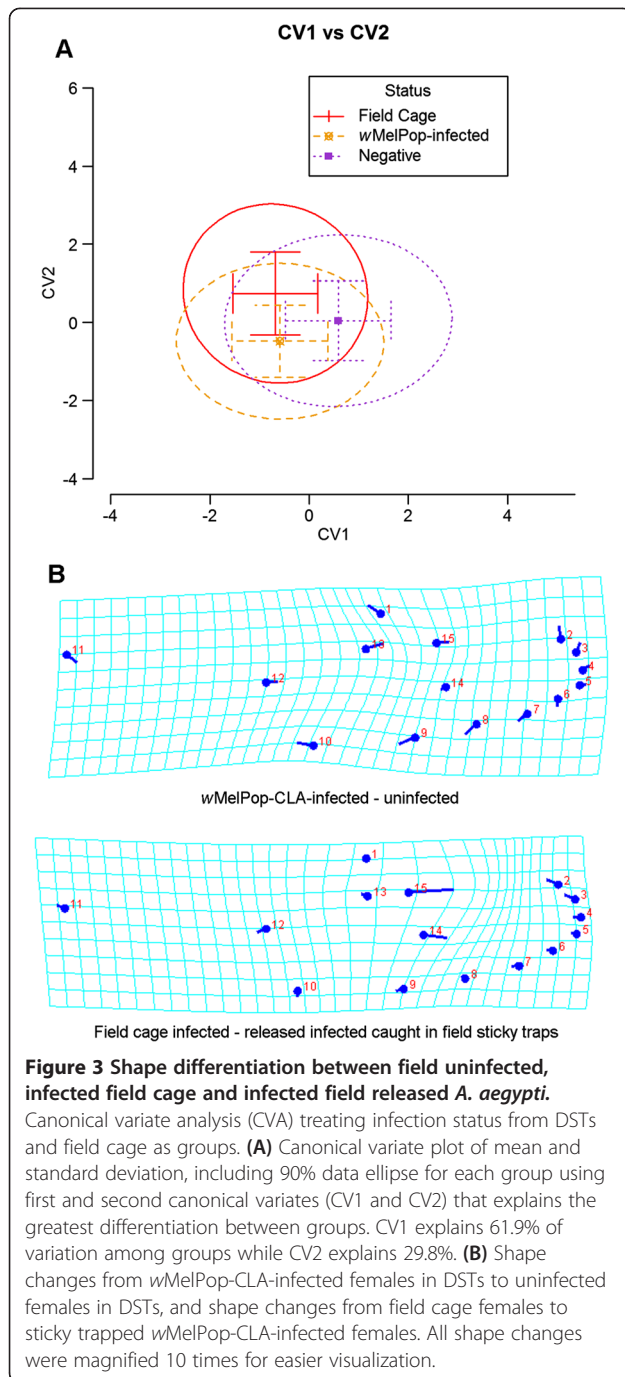 CV1 vs CV2
A
Status
Field Cage
wMelPop-infected
Negative
6
4
2
0
-2
-4
CV2
-4
-2
0
2
4
CV1
B
1
2
3
4
5
6
7
8
9
10
11
12
14
15
wMelPop-CLA-infected - uninfected
1
2
3
4
5
6
7
8
9
10
11
12
13
14
15
Field cage infected - released infected caught in field sticky traps
Figure 3 Shape differentiation between field uninfected,
infected field cage and infected field released A. aegypti.
Canonical variate analysis (CVA) treating infection status from DSTs
and field cage as groups. (A) Canonical variate plot of mean and
standard deviation, including 90% data ellipse for each group using
first and second canonical variates (CV1 and CV2) that explains the
greatest differentiation between groups. CV1 explains 61.9% of
variation among groups while CV2 explains 29.8%. (B) Shape
changes from wMelPop-CLA-infected females in DSTs to uninfected
females in DSTs, and shape changes from field cage females to
sticky trapped wMelPop-CLA-infected females. All shape changes
were magnified 10 times for easier visualization.